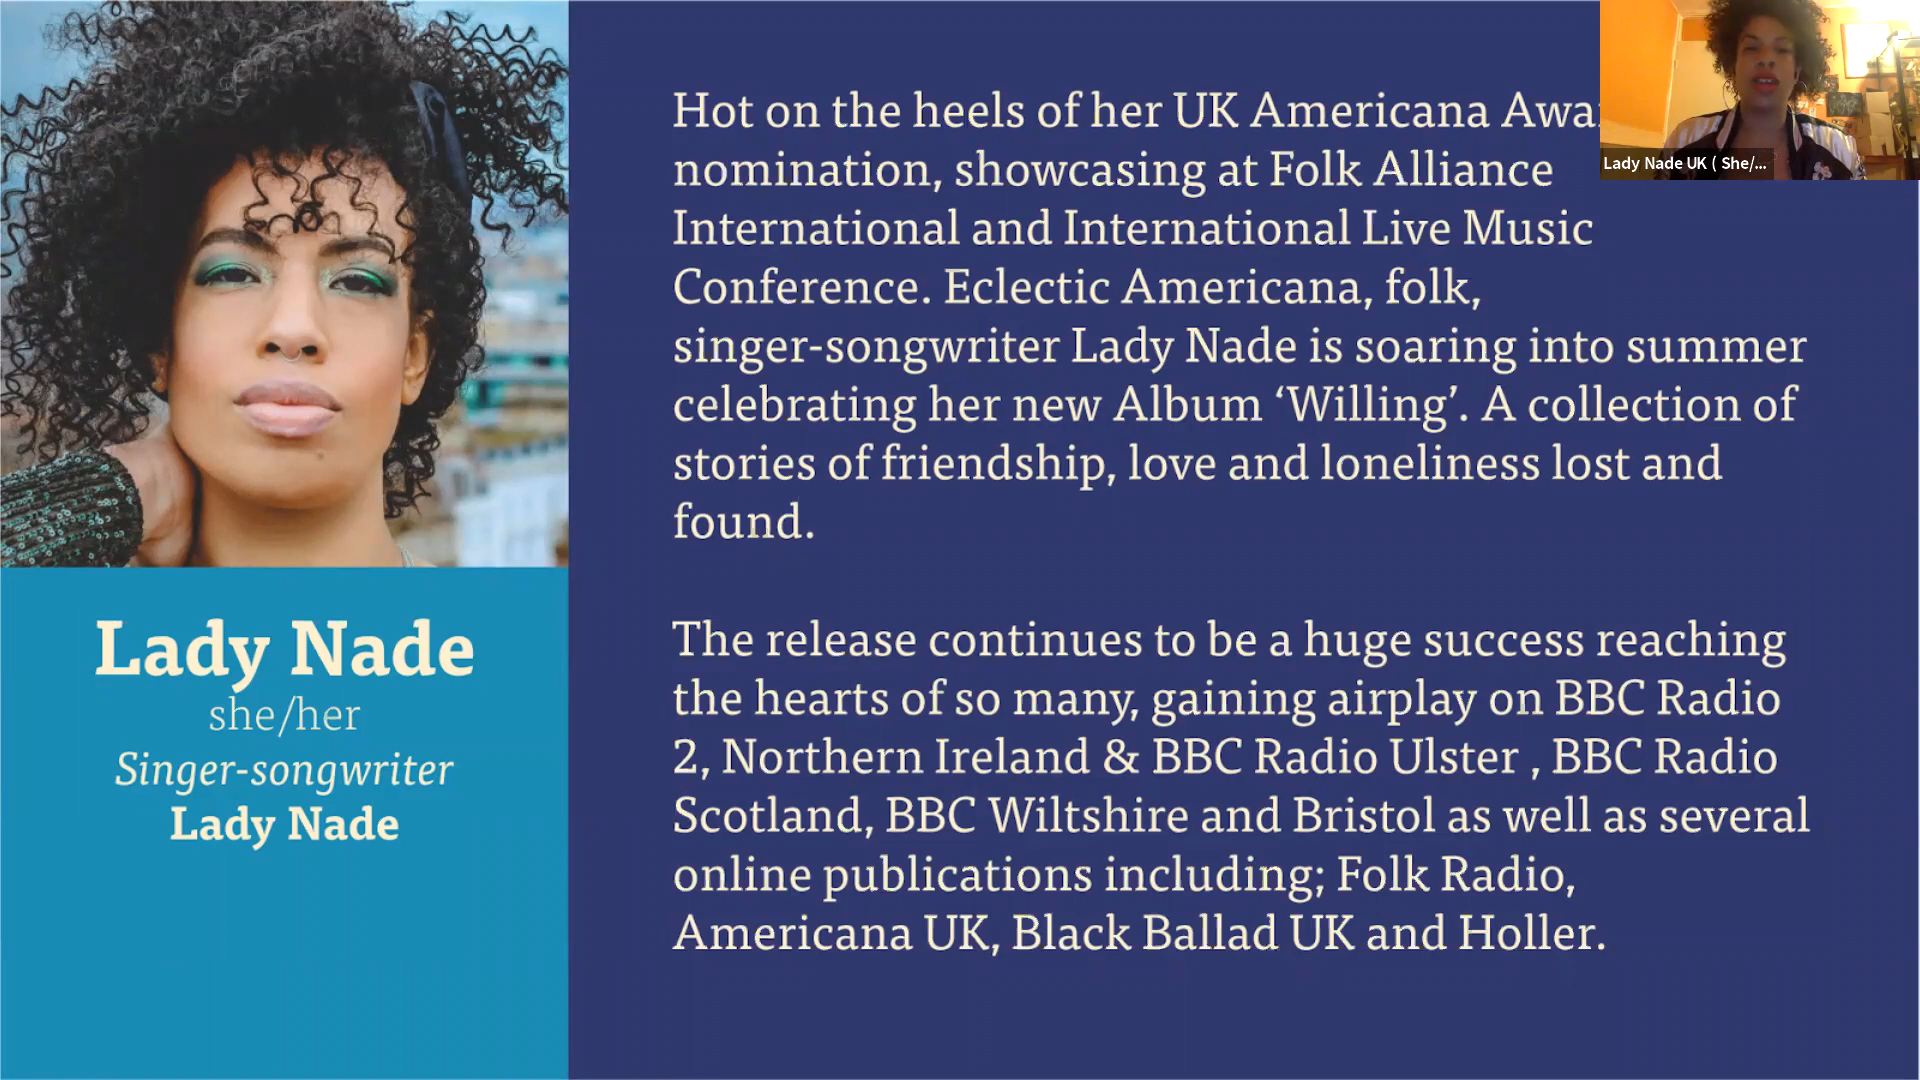 Hot on the heels of her UK Americana
nomination, showcasing at Folk Alliance
International and International Live Music
Conference. Eclectic Americana, folk,
singer-songwriter Lady Nade is soaring into summer
celebrating her new Album ‘Willing’. A collection of
stories of friendship, love and loneliness lost and
found.
The release continues to be a huge success reaching
the hearts of so many, gaining airplay on BBC Radio
2, Northern Ireland & BBC Radio Ulster , BBC Radio
Scotland, BBC Wiltshire and Bristol as well as several
online publications including; Folk Radio,
Americana UK, Black Ballad UK and Holler.
Lady Nade
she/her
Singer-songwriter
Lady Nade
Lady Nade UK ( She/...